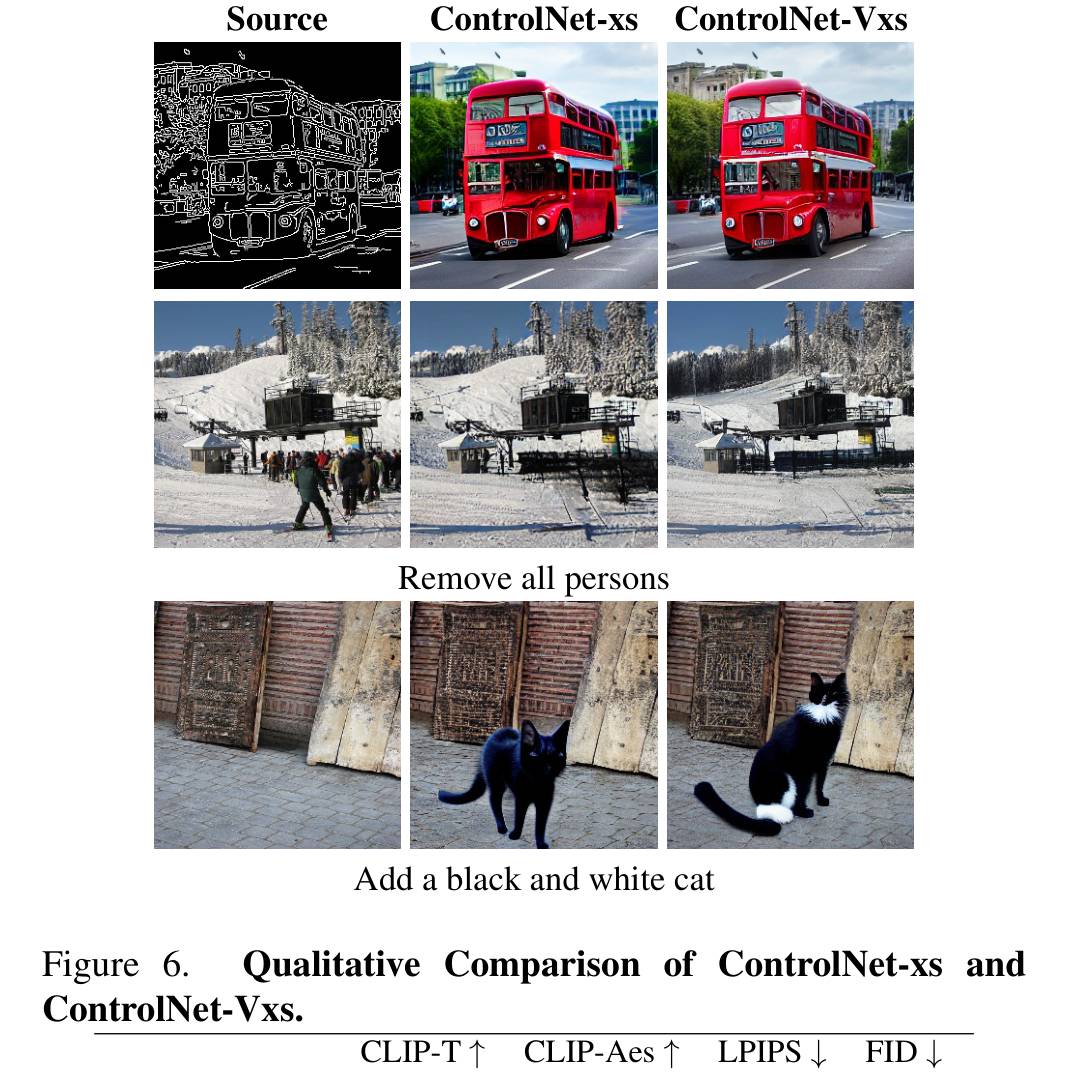 Source ControlNet-xs ControlNet-Vxs
Remove all persons
Add a black and white cat
Figure 6. Qualitative Comparison of ControlNet-xs and
ControlNet-Vxs.
CLIP-T ↑ CLIP-Aes ↑ LPIPS ↓ FID ↓